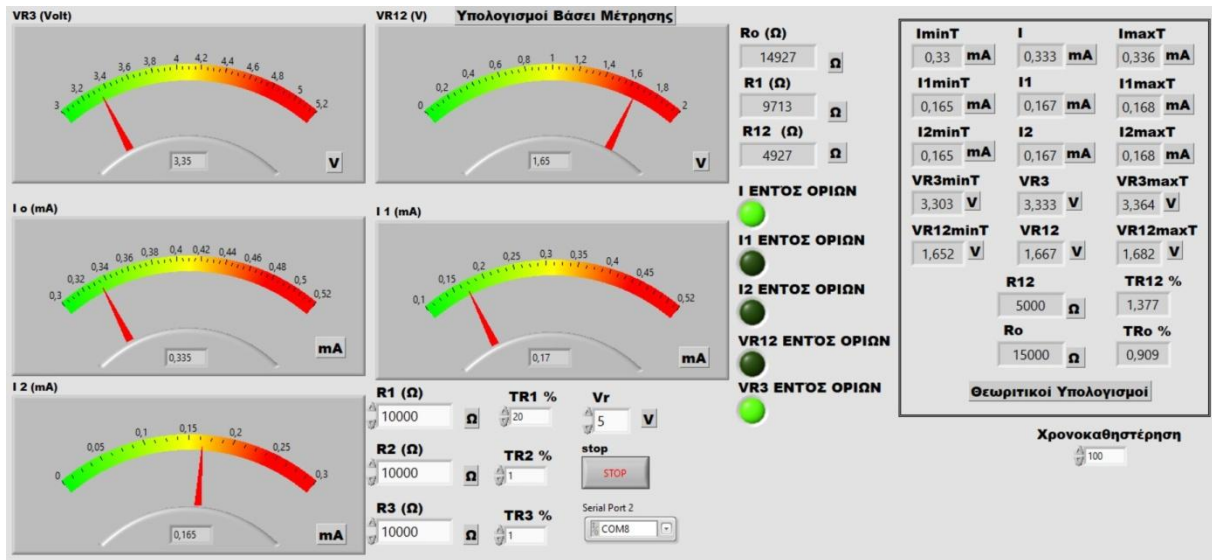 VR3 (Volt)
3 3,2 3,4 3,6 3,8 4 4,2 4,4 4,6 4,8 5 5,2
3,35 V
VR12 (V)
Υπολογισμοί Βάσει Μέτρησης
0 0,2 0,4 0,6 0,8 1 1,2 1,4 1,6 1,8 2
1,65 V
I o (mA)
0,3 0,32 0,34 0,36 0,38 0,4 0,42 0,44 0,46 0,48 0,5 0,52
0,335 mA
I 1 (mA)
0,1 0,15 0,2 0,25 0,3 0,35 0,4 0,45 0,52
0,17 mA
I 2 (mA)
0 0,05 0,1 0,15 0,2 0,25 0,3
0,165 mA
R1 (Ω) TR1 % Vr
10000 Ω 20 5 V
R2 (Ω) TR2 % stop
10000 Ω 1 STOP
R3 (Ω) TR3 % Serial Port 2
10000 Ω 1 COM8
Ro (Ω)
14927 Ω
R1 (Ω)
9713 Ω
R12 (Ω)
4927 Ω
I ΕΝΤΌΣ ΟΡΙΩΝ
I1 ΕΝΤΟΣ ΟΡΙΩΝ
I2 ΕΝΤΟΣ ΟΡΙΩΝ
VR12 ΕΝΤΟΣ ΟΡΙΩΝ
VR3 ΕΝΤΌΣ ΟΡΙΩΝ
IminT I ImaxT
0,33 mA 0,333 mA 0,336 mA
I1minT I1 I1maxT
0,165 mA 0,167 mA 0,168 mA
I2minT I2 I2maxT
0,165 mA 0,167 mA 0,168 mA
VR3minT VR3 VR3maxT
3,303 V 3,333 V 3,364 V
VR12minT VR12 VR12maxT
1,652 V 1,667 V 1,682 V
R12 TR12 %
5000 Ω 1,377
Ro TRo %
15000 Ω 0,909
Θεωριτικοί Υπολογισμοί
Χρονοκαθηστέρηση
100